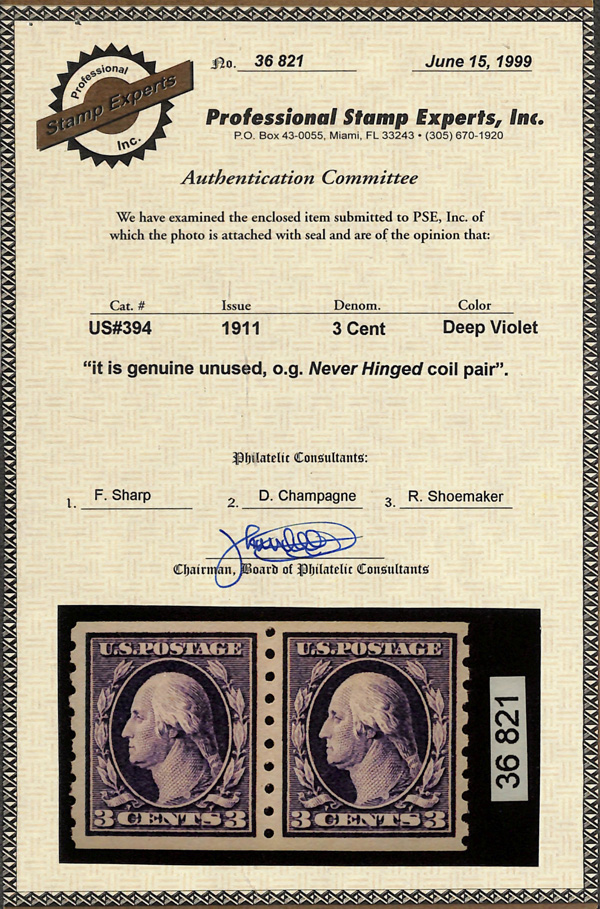 Professional
Stamp Experts
Inc.
No. 36 821
June 15, 1999
Professional Stamp Experts, Inc.
P.O. Box 43-0055, Miami, FL 33243 • (305) 670-1920
Authentication Committee
We have examined the enclosed item submitted to PSE, Inc. of
which the photo is attached with seal and are of the opinion that:
Cat. # Issue Denom. Color
US#394 1911 3 Cent Deep Violet
“it is genuine unused, o.g. Never Hinged coil pair”.
Philatelic Consultants:
1. F. Sharp 2. D. Champagne 3. R. Shoemaker
Chairman, Board of Philatelic Consultants
U.S. POSTAGE U.S. POSTAGE
3 CENTS 3 3 CENTS 3
36 821